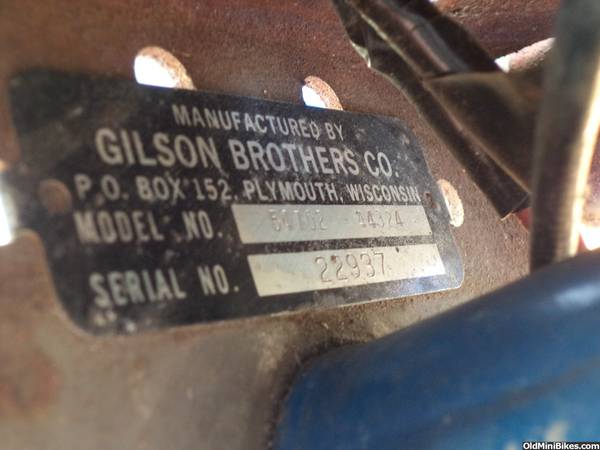 MANUFACTURED BY
GILSON BROTHERS CO.
P.O. BOX 152, PLYMOUTH, WISCONSIN
MODEL NO.
SERIAL NO. 22937
OldMiniBikes.com